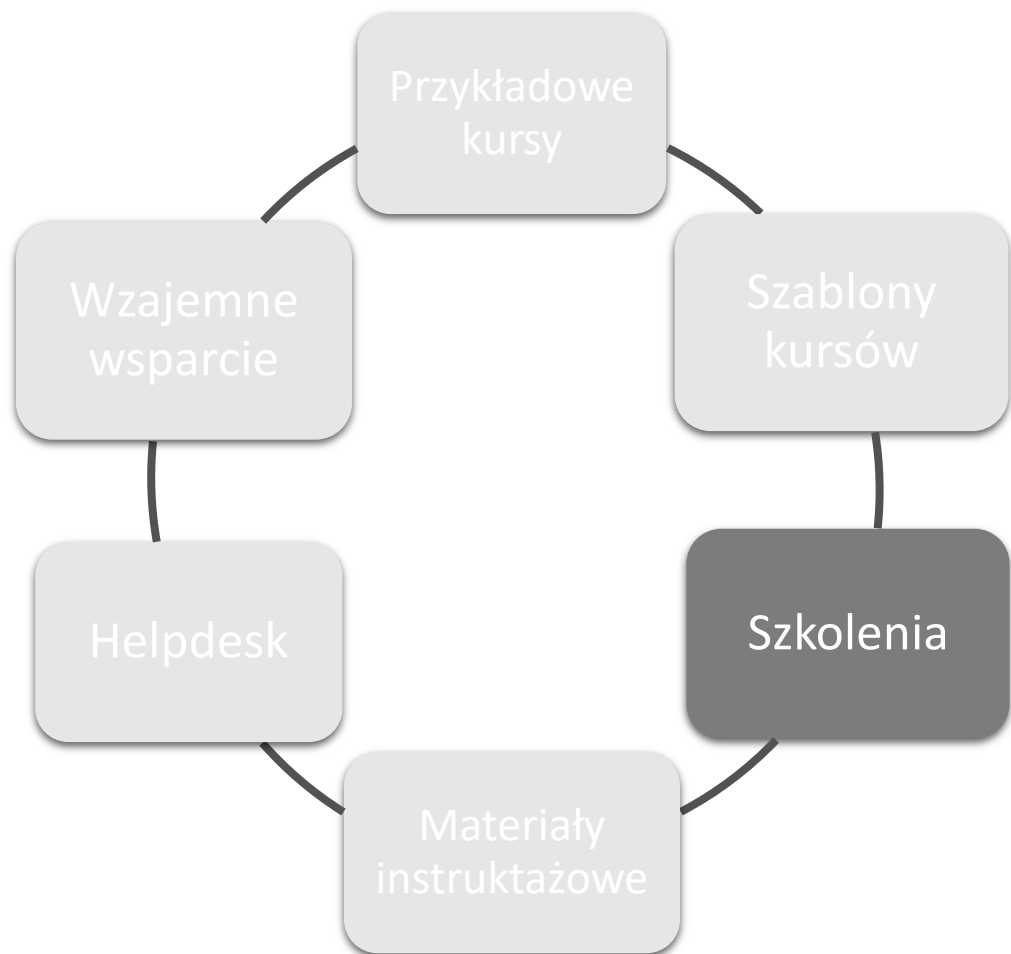 Przykładowe
kursy
Szablony
kursów
Szkolenia
Materiały
instruktażowe
Helpdesk
Wzajemne
wsparcie